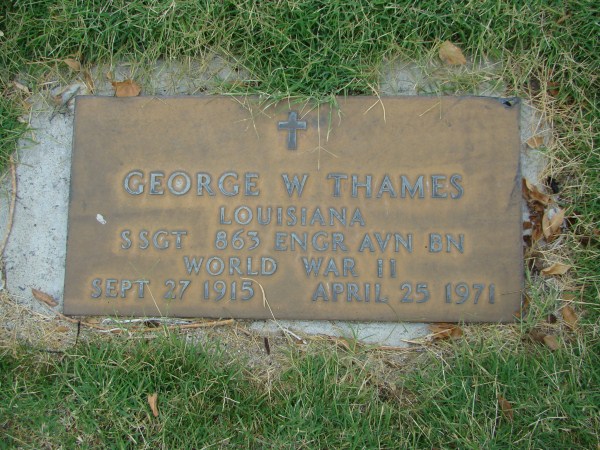 GEORGE W THAMES
LOUISIANA
SSGT 863 ENGR AVN BN
WORLD WAR II
SEPT 27 1915 APRIL 25 1971